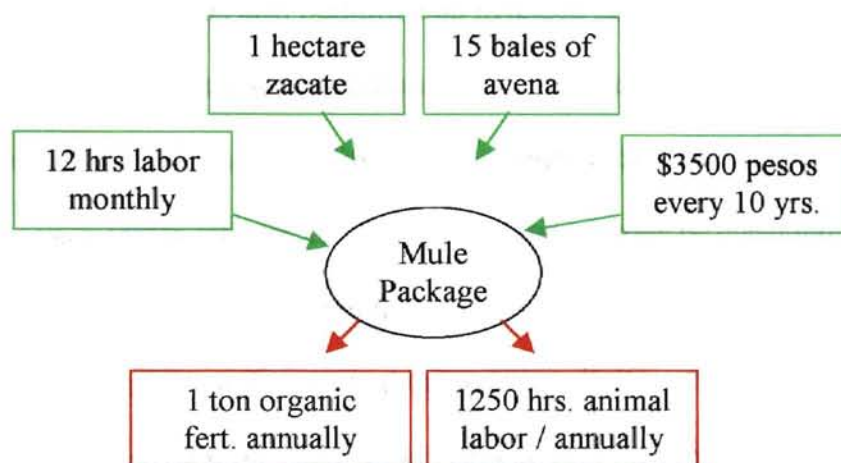 1 hectare
zacate
15 bales of
avena
12 hrs labor
monthly
$3500 pesos
every 10 yrs.
Mule
Package
1 ton organic
fert. annually
1250 hrs. animal
labor / annually